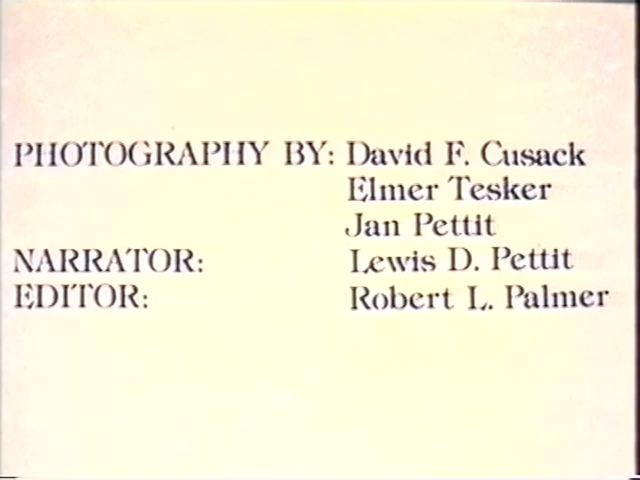 PHOTOGRAPHY BY: David F. Cusack
Elmer Tesker
Jan Pettit
NARRATOR: Lewis D. Pettit
EDITOR: Robert L. Palmer